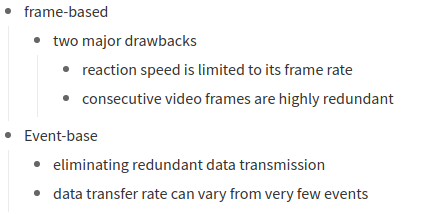 frame-based
two major drawbacks
reaction speed is limited to its frame rate
consecutive video frames are highly redundant
Event-base
eliminating redundant data transmission
data transfer rate can vary from very few events